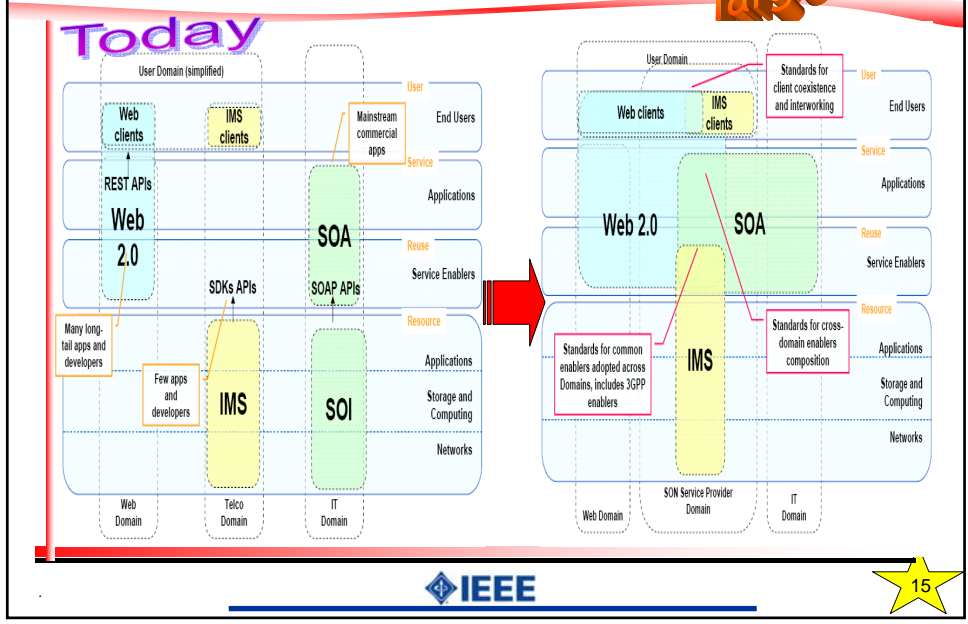 Today
User Domain (simplified)
User
Web
clients
IMS
clients
Mainstream
commercial
apps
End Users
Service
REST APIs
Web
2.0
Applications
SOA
Reuse
Service Enablers
SDKs APIs
SOAP APIs
Many long-
tail apps and
developers
Resource
Few apps
and
developers
IMS
SOI
Applications
Storage and
Computing
Networks
Web
Domain
Telco
Domain
IT
Domain
User Domain
Standards for
client coexistence
and interworking
User
Web clients
IMS
clients
End Users
Service
Applications
Web 2.0
SOA
Reuse
Service Enablers
Resource
Standards for common
enablers adopted across
Domains, includes 3GPP
enablers
IMS
Standards for cross-
domain enablers
composition
Applications
Storage and
Computing
Networks
Web Domain
SON Service Provider
Domain
IT
Domain
IEEE
15